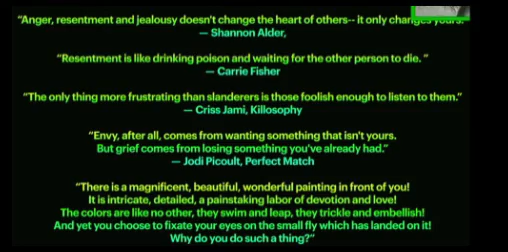 “Anger, resentment and jealousy doesn't change the heart of others-- it only changes yours.”
— Shannon Alder,
“Resentment is like drinking poison and waiting for the other person to die. “
— Carrie Fisher
“The only thing more frustrating than slanderers is those foolish enough to listen to them.”
— Criss Jami, Killosophy
“Envy, after all, comes from wanting something that isn't yours.
But grief comes from losing something you've already had.”
— Jodi Picoult, Perfect Match
“There is a magnificent, beautiful, wonderful painting in front of you!
It is intricate, detailed, a painstaking labor of devotion and love!
The colors are like no other, they swim and leap, they trickle and embellish!
And yet you choose to fixate your eyes on the small fly which has landed on it!
Why do you do such a thing?”